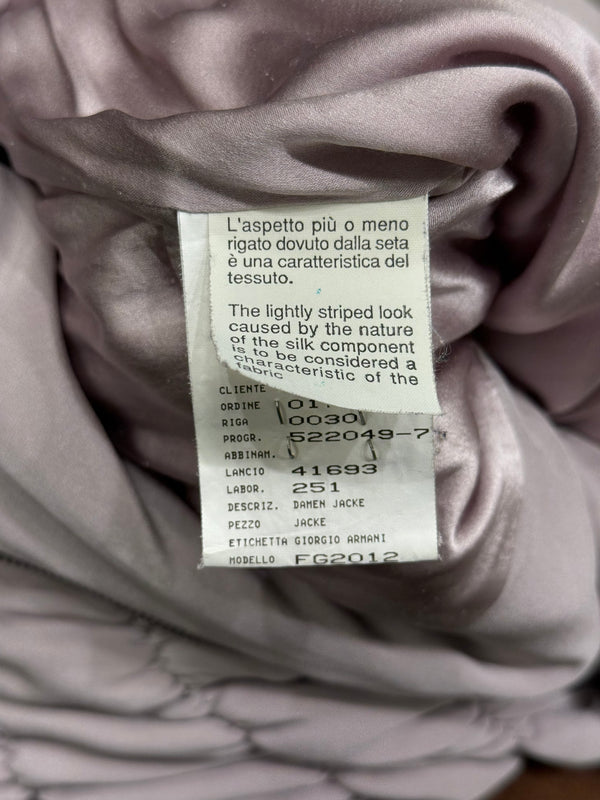 L'aspetto più o meno
rigato dovuto dalla seta
è una caratteristica del
tessuto.
The lightly striped look
caused by the nature
of the silk component
is to be considered a
characteristic of the
fabric
CLIENTE
ORDINE
RIGA 0030
PROGR. 522049-7
ABBINAM.
LANCIO 41693
LABOR. 251
DESCRIZ. DAMEN JACKE
PEZZO JACKE
ETICHETTA GIORGIO ARMANI
MODELLO FG2012